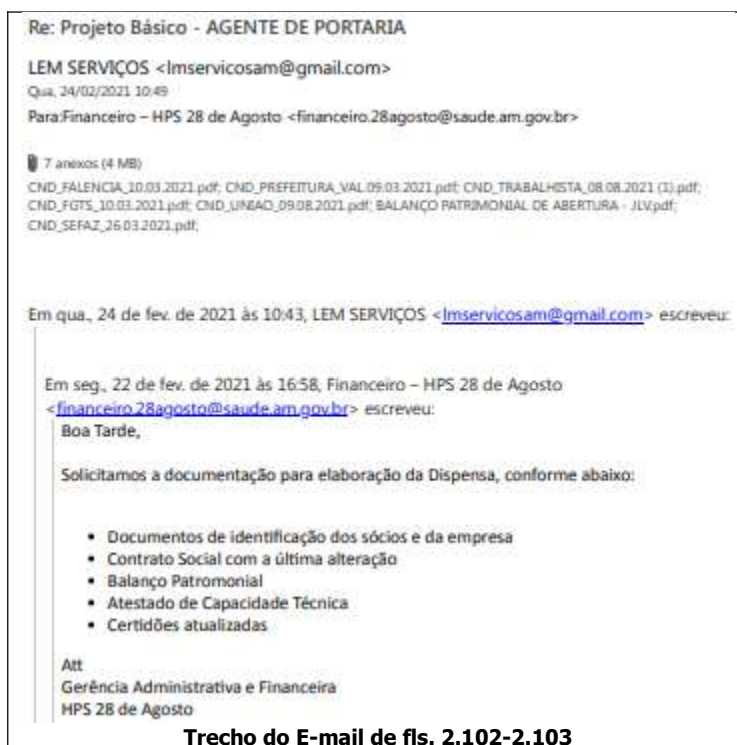 Re: Projeto Básico - AGENTE DE PORTARIA
LEM SERVIÇOS <lmservicosam@gmail.com>
Qua, 24/02/2021 10:49
Para:Financeiro – HPS 28 de Agosto <financeiro.28agosto@saude.am.gov.br>
7 anexos (4 MB)
CND_FALENCIA_10.03.2021.pdf; CND_PREFEITURA_VAL.09.03.2021.pdf; CND_TRABALHISTA_08.08.2021 (1).pdf;
CND_FGTS_10.03.2021.pdf; CND_UNIAO_09.08.2021.pdf; BALANÇO PATRIMONIAL DE ABERTURA - JLV.pdf;
CND_SEFAZ_26.03.2021.pdf;
Em qua., 24 de fev. de 2021 às 10:43, LEM SERVIÇOS <lmservicosam@gmail.com> escreveu:
Em seg., 22 de fev. de 2021 às 16:58, Financeiro – HPS 28 de Agosto
<financeiro.28agosto@saude.am.gov.br> escreveu:
Boa Tarde,
Solicitamos a documentação para elaboração da Dispensa, conforme abaixo:
• Documentos de identificação dos sócios e da empresa
• Contrato Social com a última alteração
• Balanço Patromonial
• Atestado de Capacidade Técnica
• Certidões atualizadas
Att
Gerência Administrativa e Financeira
HPS 28 de Agosto
Trecho do E-mail de fls. 2.102-2.103